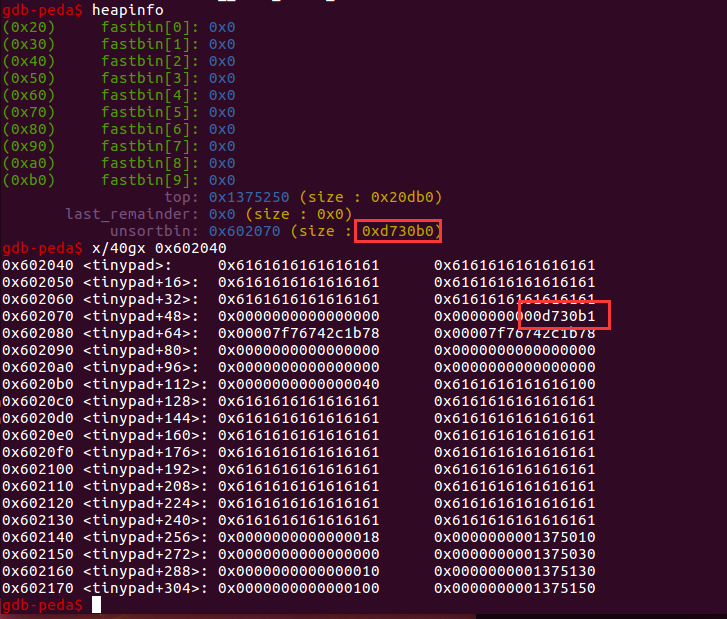 gdb-peda$ heapinfo
(0x20)     fastbin[0]: 0x0
(0x30)     fastbin[1]: 0x0
(0x40)     fastbin[2]: 0x0
(0x50)     fastbin[3]: 0x0
(0x60)     fastbin[4]: 0x0
(0x70)     fastbin[5]: 0x0
(0x80)     fastbin[6]: 0x0
(0x90)     fastbin[7]: 0x0
(0xa0)     fastbin[8]: 0x0
(0xb0)     fastbin[9]: 0x0
top: 0x1375250 (size : 0x20db0)
last_remainder: 0x0 (size : 0x0)
unsortbin: 0x602070 (size : 0xd730b0)
gdb-peda$ x/40gx 0x602040
0x602040 <tinypad>: 0x6161616161616161 0x6161616161616161
0x602050 <tinypad+16>: 0x6161616161616161 0x6161616161616161
0x602060 <tinypad+32>: 0x6161616161616161 0x6161616161616161
0x602070 <tinypad+48>: 0x0000000000000000 0x0000000000d730b1
0x602080 <tinypad+64>: 0x00007f76742c1b78 0x00007f76742c1b78
0x602090 <tinypad+80>: 0x0000000000000000 0x0000000000000000
0x6020a0 <tinypad+96>: 0x0000000000000000 0x0000000000000000
0x6020b0 <tinypad+112>: 0x0000000000000040 0x6161616161616100
0x6020c0 <tinypad+128>: 0x6161616161616161 0x6161616161616161
0x6020d0 <tinypad+144>: 0x6161616161616161 0x6161616161616161
0x6020e0 <tinypad+160>: 0x6161616161616161 0x6161616161616161
0x6020f0 <tinypad+176>: 0x6161616161616161 0x6161616161616161
0x602100 <tinypad+192>: 0x6161616161616161 0x6161616161616161
0x602110 <tinypad+208>: 0x6161616161616161 0x6161616161616161
0x602120 <tinypad+224>: 0x6161616161616161 0x6161616161616161
0x602130 <tinypad+240>: 0x6161616161616161 0x6161616161616161
0x602140 <tinypad+256>: 0x0000000000000018 0x0000000001375010
0x602150 <tinypad+272>: 0x0000000000000000 0x0000000001375030
0x602160 <tinypad+288>: 0x0000000000000010 0x0000000001375130
0x602170 <tinypad+304>: 0x0000000000000100 0x0000000001375150
gdb-peda$